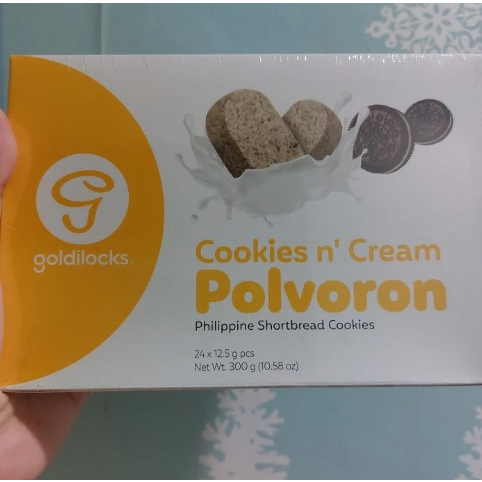 goldilocks
Cookies n' Cream
Polvoron
Philippine Shortbread Cookies
24 x 12.5 g pcs
Net Wt. 300 g (10.58 oz)